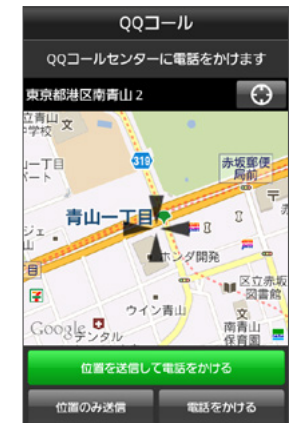 QQコール
QQコールセンターに電話をかけます
東京都港区南青山2
立青山
学校
文
319
赤坂郵便
局前
一丁目
パート
〒
青山一丁目
8
ホンダ開発
区立赤坂
図書館
ウイン青山
Google
デンタル
文
南青山
保育園
位置を送信して電話をかける
位置のみ送信
電話をかける